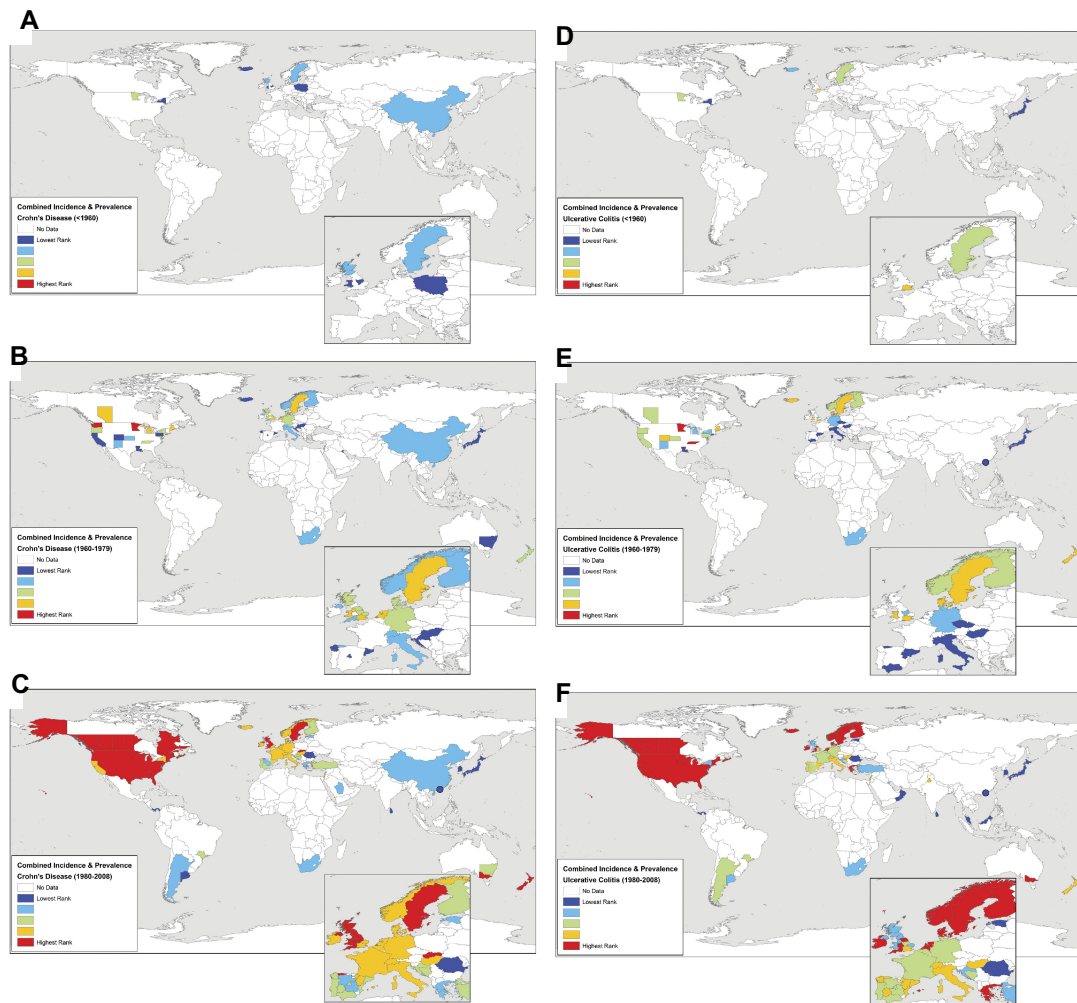 A
Combined Incidence & Prevalence
Crohn's Disease (<1960)
No Data
Lowest Rank
Highest Rank
B
Combined Incidence & Prevalence
Crohn's Disease (1960-1979)
No Data
Lowest Rank
Highest Rank
C
Combined Incidence & Prevalence
Crohn's Disease (1980-2008)
No Data
Lowest Rank
Highest Rank
D
Combined Incidence & Prevalence
Ulcerative Colitis (<1960)
No Data
Lowest Rank
Highest Rank
E
Combined Incidence & Prevalence
Ulcerative Colitis (1960-1979)
No Data
Lowest Rank
Highest Rank
F
Combined Incidence & Prevalence
Ulcerative Colitis (1980-2008)
No Data
Lowest Rank
Highest Rank